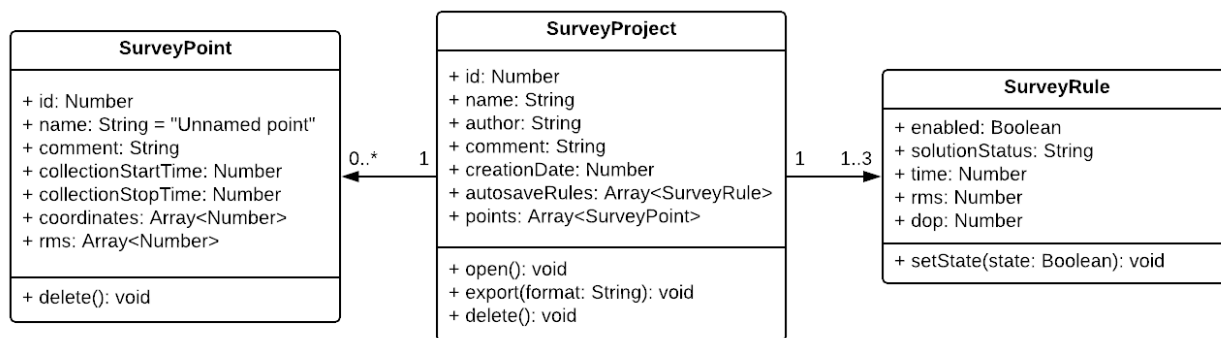 SurveyPoint
+ id: Number
+ name: String = "Unnamed point"
+ comment: String
+ collectionStartTime: Number
+ collectionStopTime: Number
+ coordinates: Array<Number>
+ rms: Array<Number>
+ delete(): void
0..*
1
SurveyProject
+ id: Number
+ name: String
+ author: String
+ comment: String
+ creationDate: Number
+ autosaveRules: Array<SurveyRule>
+ points: Array<SurveyPoint>
+ open(): void
+ export(format: String): void
+ delete(): void
1
1..3
SurveyRule
+ enabled: Boolean
+ solutionStatus: String
+ time: Number
+ rms: Number
+ dop: Number
+ setState(state: Boolean): void